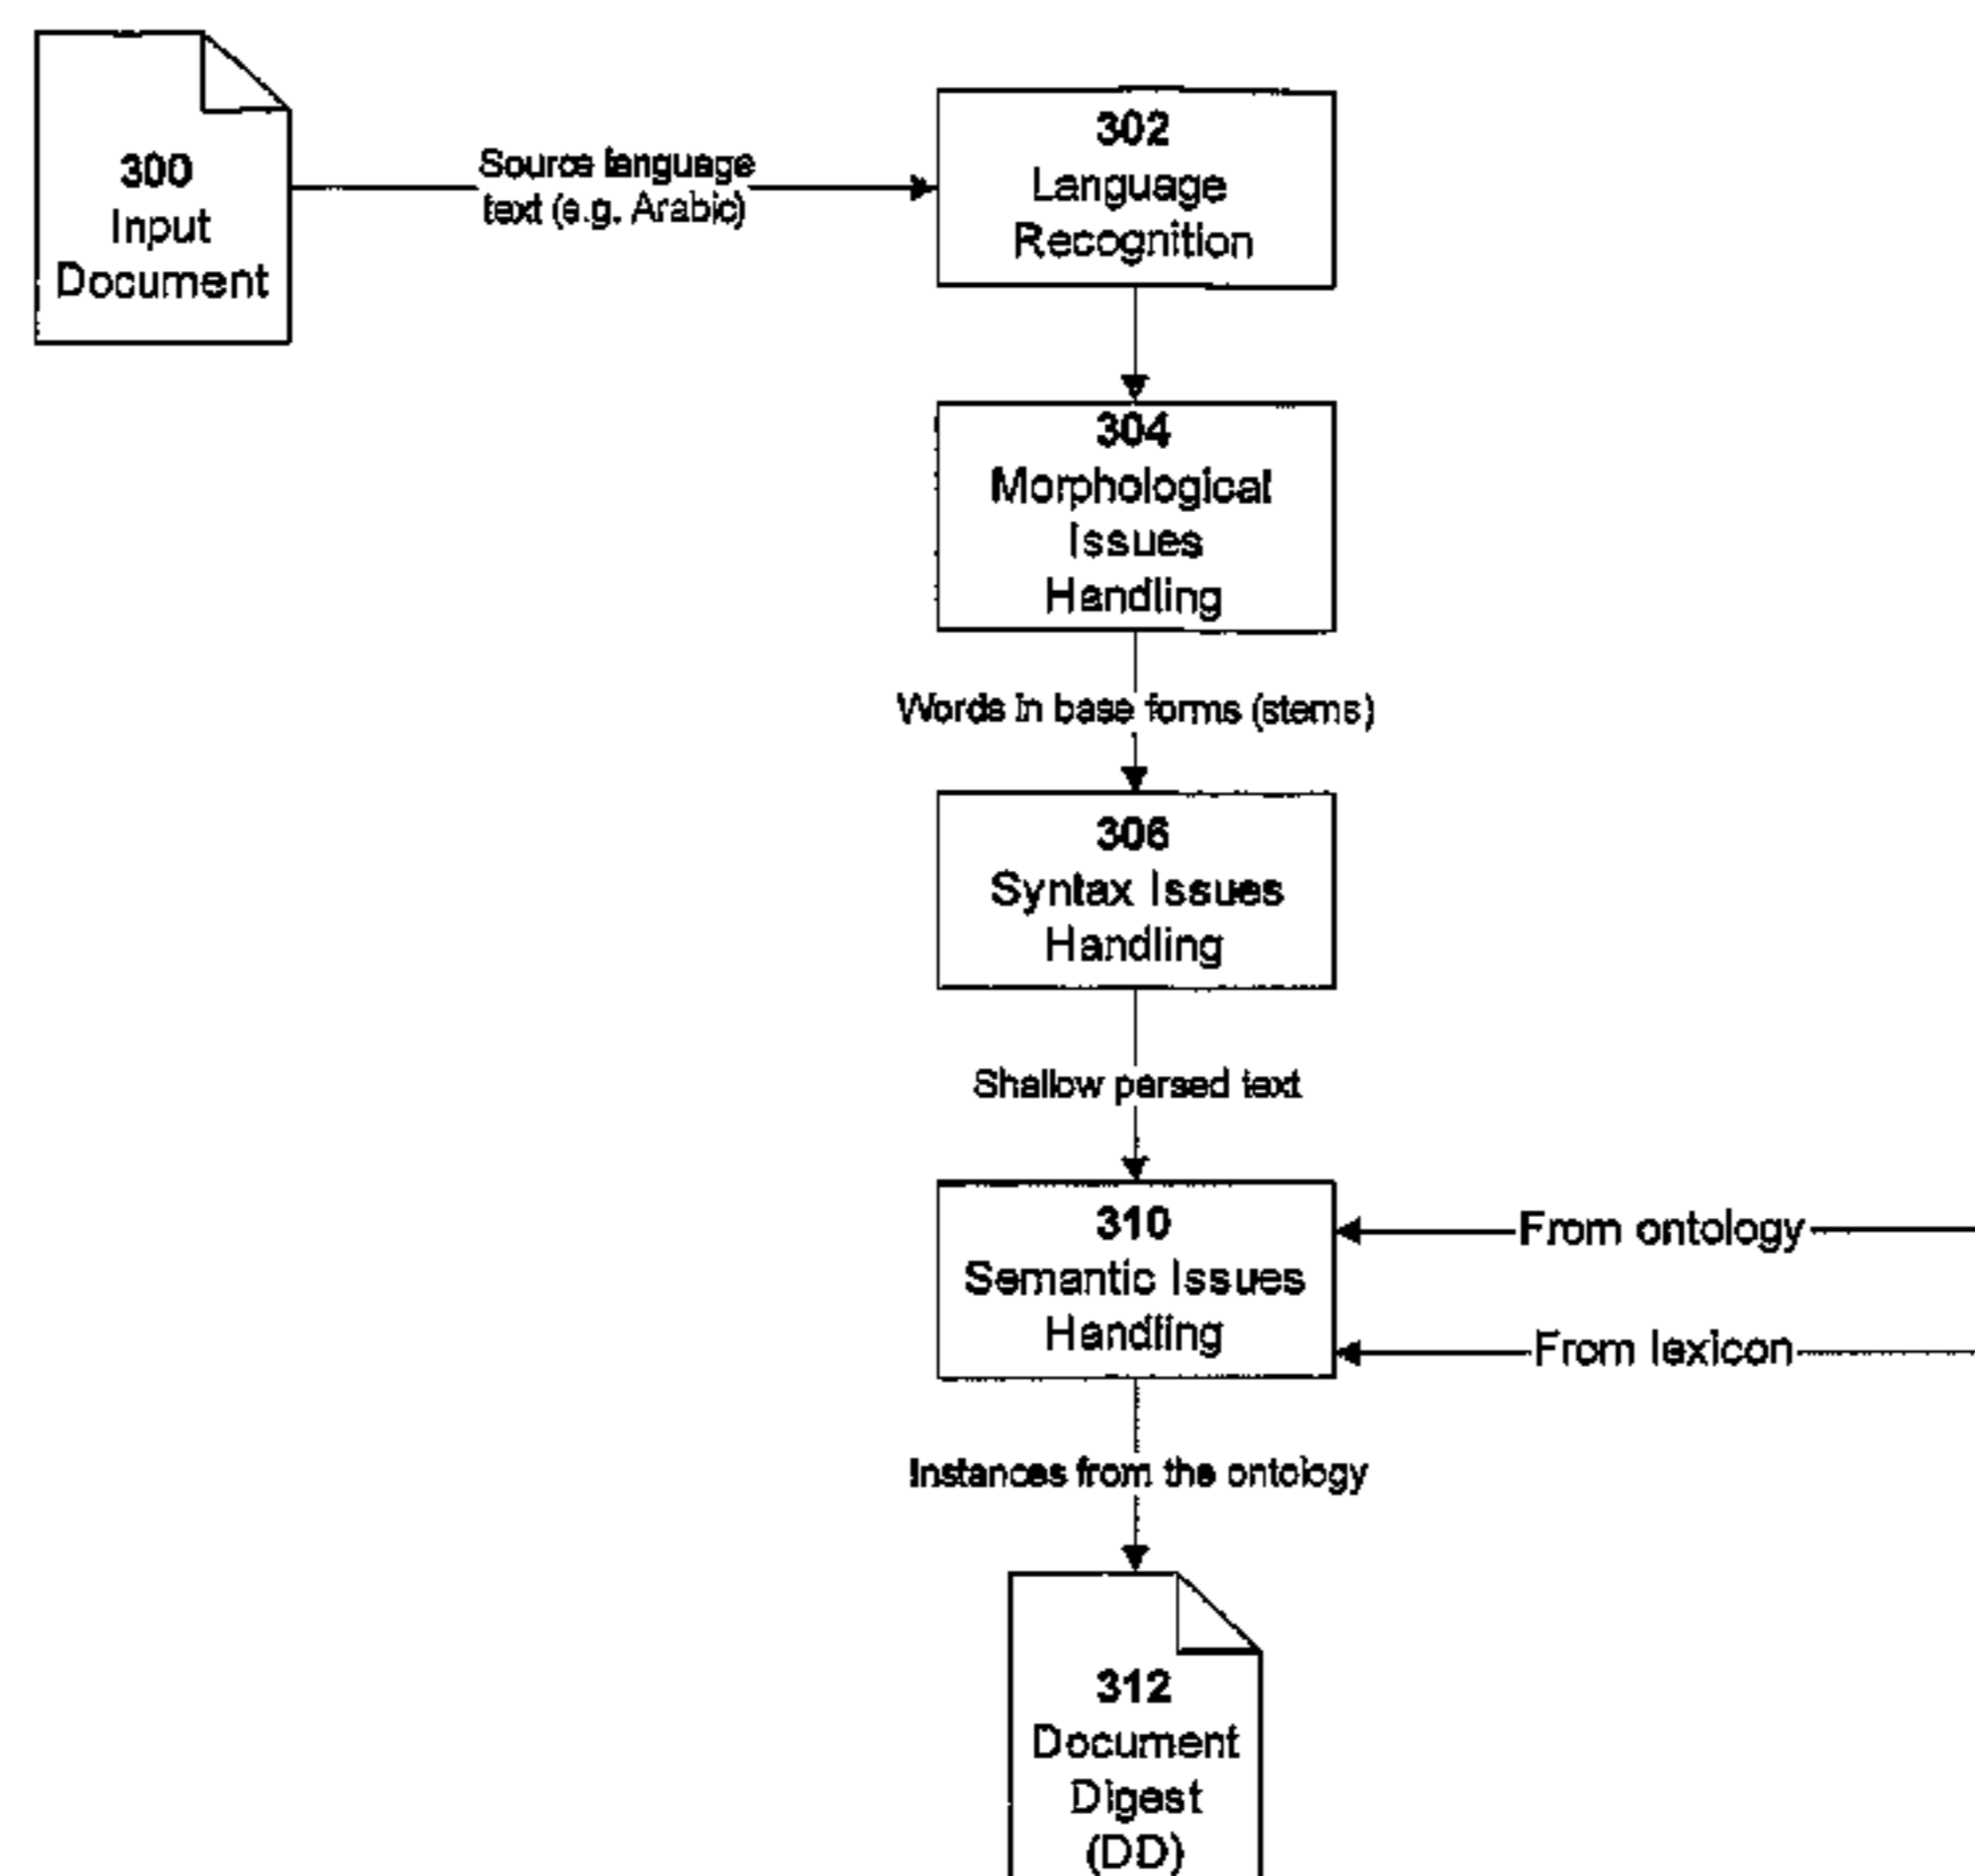 300
Input
Document
Source language
text (e.g. Arabic)
302
Language
Recognition
304
Morphological
Issues
Handling
Words in base forms (stems)
306
Syntax Issues
Handling
Shallow parsed text
310
Semantic Issues
Handling
From ontology
From lexicon
Instances from the ontology
312
Document
Digest
(DD)